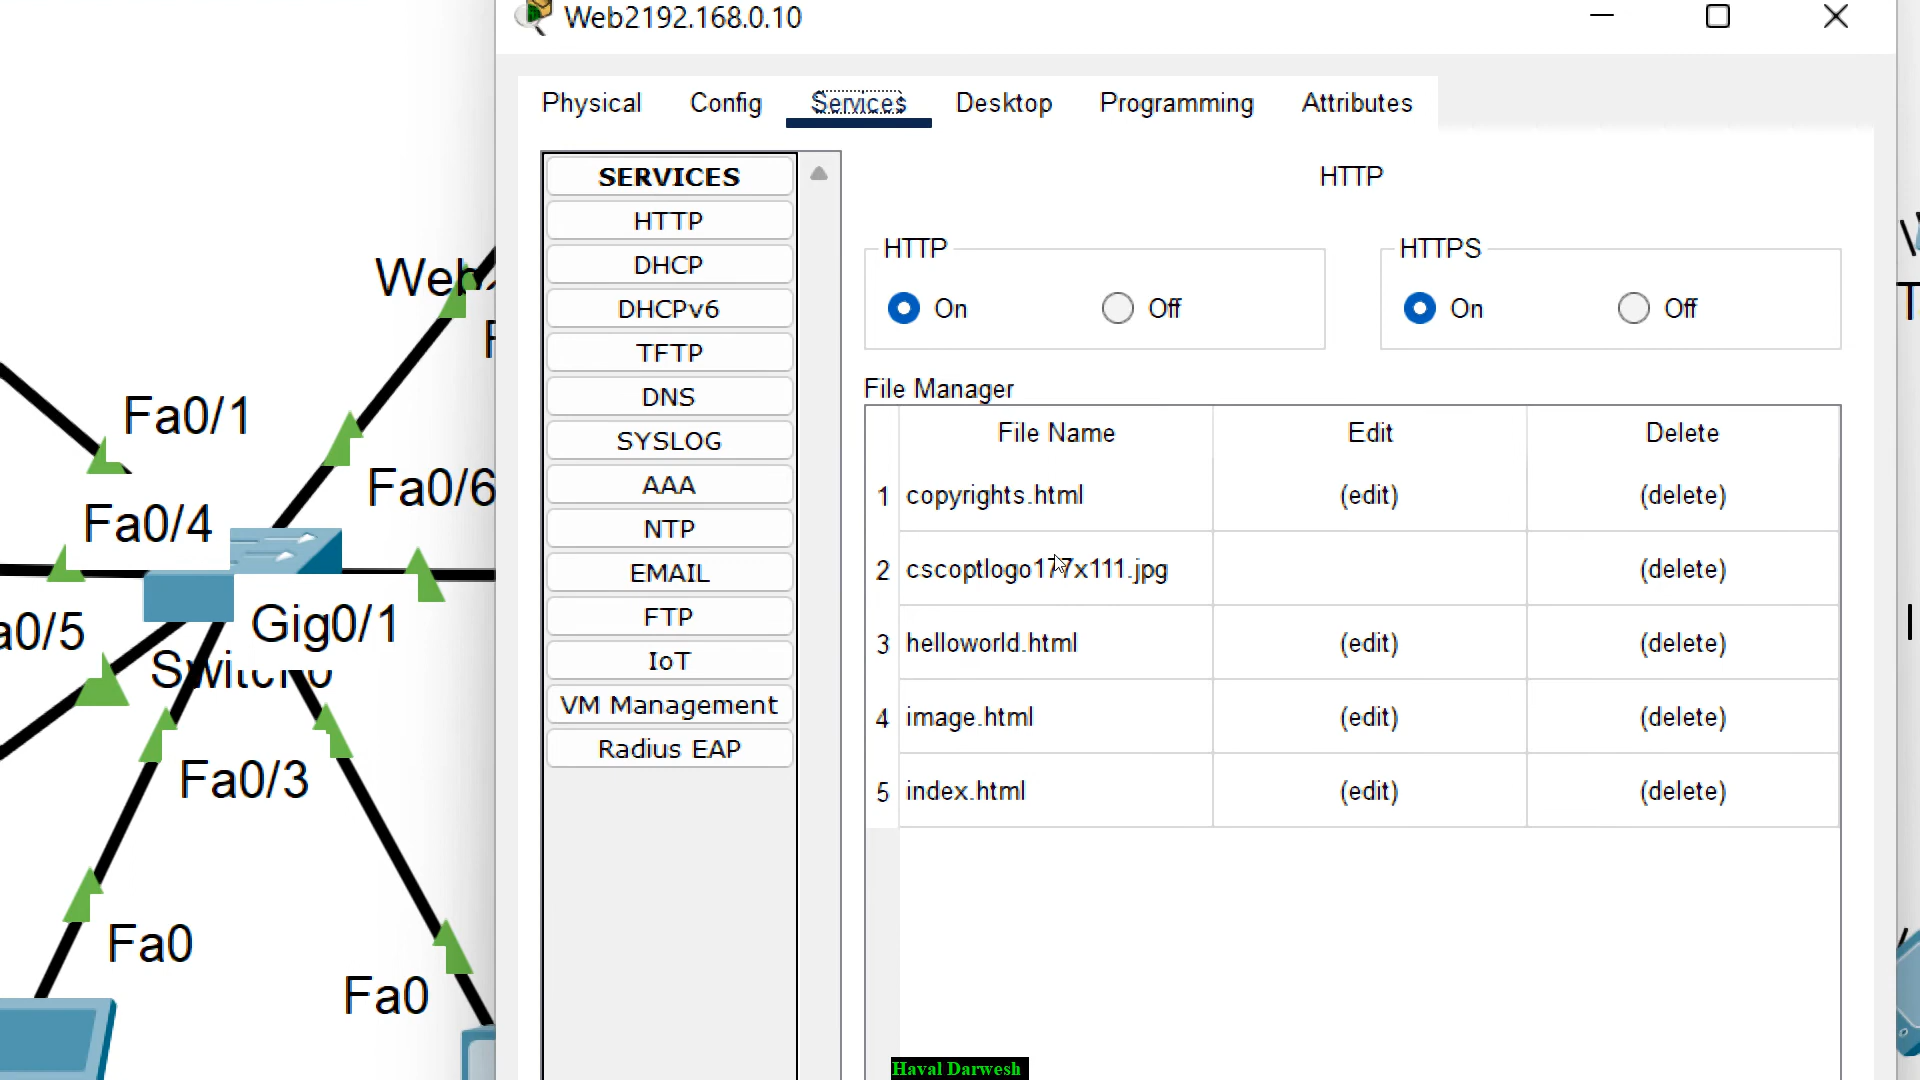 Web2192.168.0.10
Physical Config Services Desktop Programming Attributes
SERVICES
HTTP
DHCP
DHCPv6
TFTP
DNS
SYSLOG
AAA
NTP
EMAIL
FTP
IoT
VM Management
Radius EAP
HTTP
HTTP
On Off
HTTPS
On Off
File Manager
File Name Edit Delete
1 copyrights.html (edit) (delete)
2 cscoptlogo177x111.jpg (delete)
3 helloworld.html (edit) (delete)
4 image.html (edit) (delete)
5 index.html (edit) (delete)
Fa0/1
Fa0/6
Fa0/4
Gig0/1
a0/5
Switch0
Fa0/3
Fa0
Fa0
Haval Darwesh